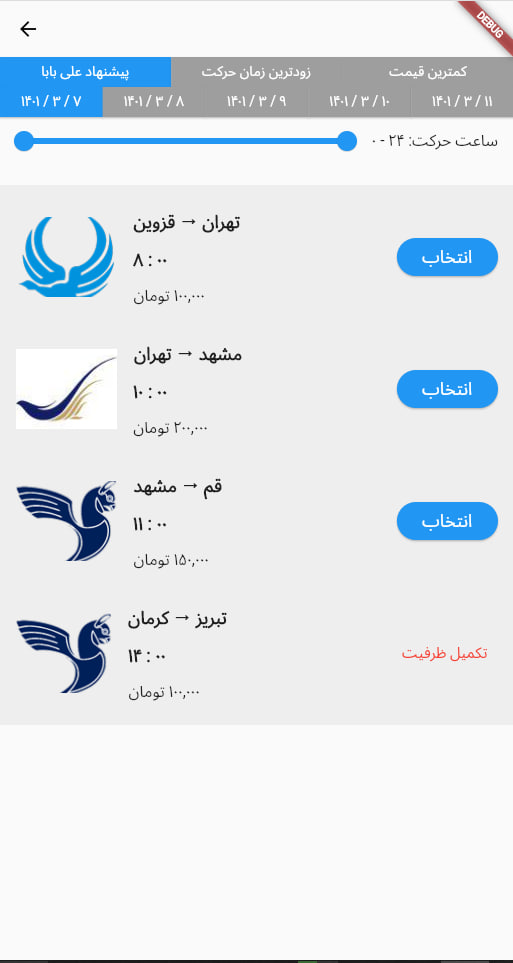 DEBUG
پیشنهاد علی بابا
زودترین زمان حرکت
کمترین قیمت
۱۴۰۱ / ۳ / ۷
۱۴۰۱ / ۳ / ۸
۱۴۰۱ / ۳ / ۹
۱۴۰۱ / ۳ / ۱۰
۱۴۰۱ / ۳ / ۱۱
ساعت حرکت: ۲۴ - ۰
تهران → قزوین
۸ : ۰۰
۱۰۰,۰۰۰ تومان
انتخاب
مشهد → تهران
۱۰ : ۰۰
۲۰۰,۰۰۰ تومان
انتخاب
قم → مشهد
۱۱ : ۰۰
۱۵۰,۰۰۰ تومان
انتخاب
تبریز → کرمان
۱۴ : ۰۰
۱۰۰,۰۰۰ تومان
تکمیل ظرفیت